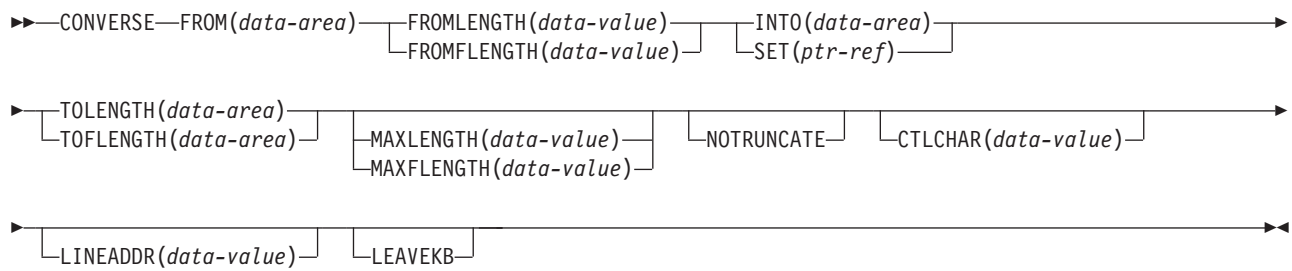 CONVERSE FROM(data-area) FROMLENGTH(data-value) INTO(data-area)
FROMFLENGTH(data-value) SET(ptr-ref)
TOLENGTH(data-area)
TOFLENGTH(data-area) MAXLENGTH(data-value) NOTRUNCATE CTLCHAR(data-value)
MAXFLENGTH(data-value)
LINEADDR(data-value) LEAVEKB